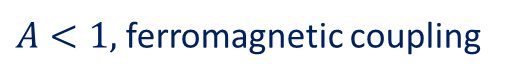 A < 1, ferromagnetic coupling